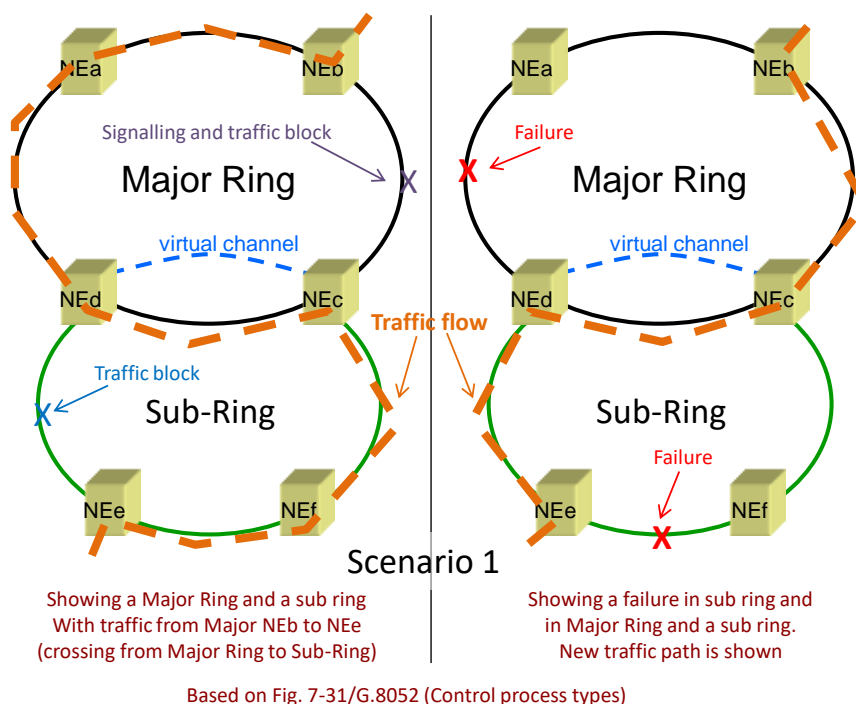 NEa
NEb
Signalling and traffic block
X
Major Ring
virtual channel
NEd
NEc
Traffic block
X
Sub-Ring
NEe
NEf
Showing a Major Ring and a sub ring
With traffic from Major NEb to NEe
(crossing from Major Ring to Sub-Ring)
Traffic flow
Scenario 1
NEa
NEb
Failure
X
Major Ring
virtual channel
NEd
NEc
Sub-Ring
Failure
NEe
NEf
X
Showing a failure in sub ring and
in Major Ring and a sub ring.
New traffic path is shown
Based on Fig. 7-31/G.8052 (Control process types)